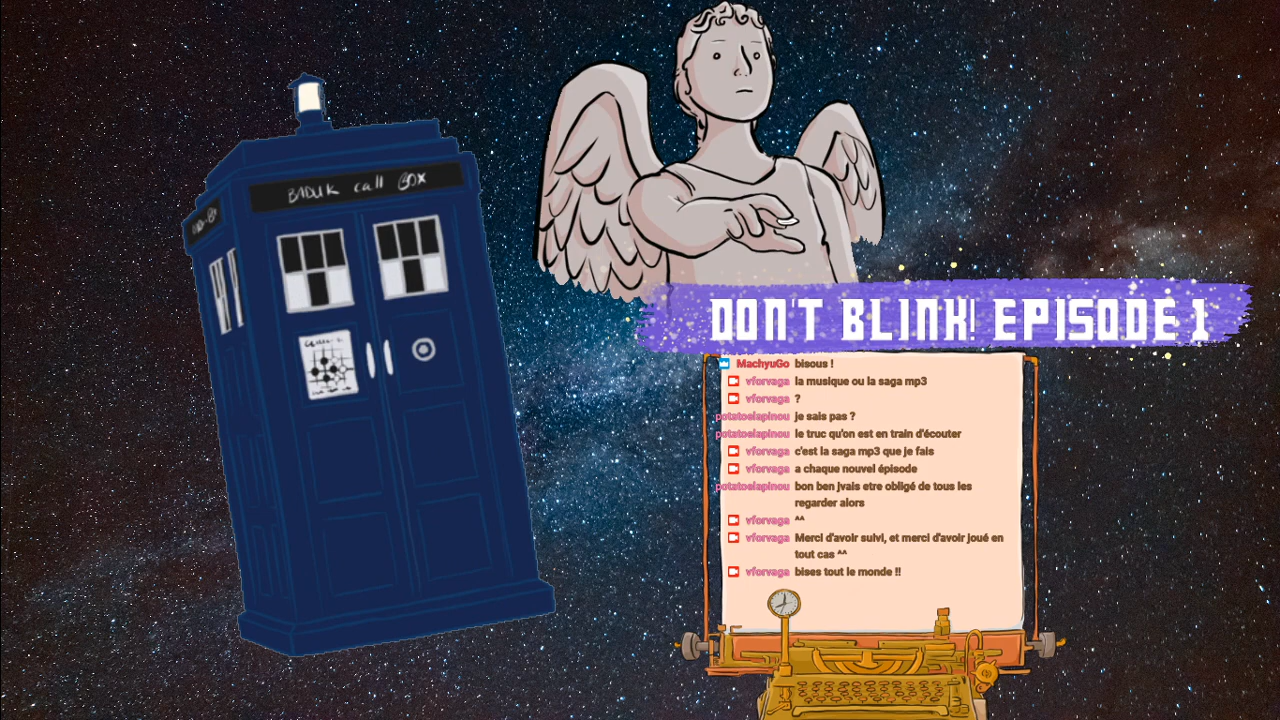 BADUK call BOX
DON'T BLINK! EPISODE 1
MachyuGo bisous !
vforvaga la musique ou la saga mp3
vforvaga ?
potatoelapinou je sais pas ?
potatoelapinou le truc qu'on est en train d'écouter
vforvaga c'est la saga mp3 que je fais
vforvaga a chaque nouvel épisode
potatoelapinou bon ben jvais etre obligé de tous les
regarder alors
vforvaga ^^
vforvaga Merci d'avoir suivi, et merci d'avoir joué en
tout cas ^^
vforvaga bises tout le monde !!